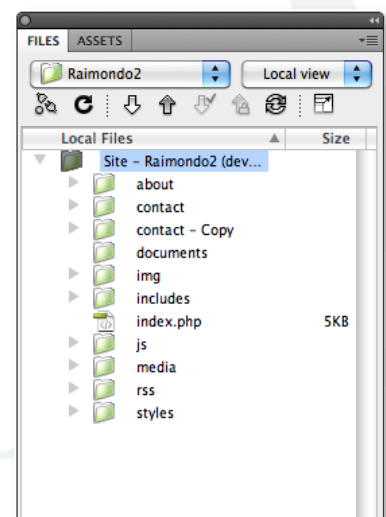 FILES ASSETS
Raimondo2 Local view
Local Files Size
Site – Raimondo2 (dev...
about
contact
contact – Copy
documents
img
includes
index.php 5KB
js
media
rss
styles